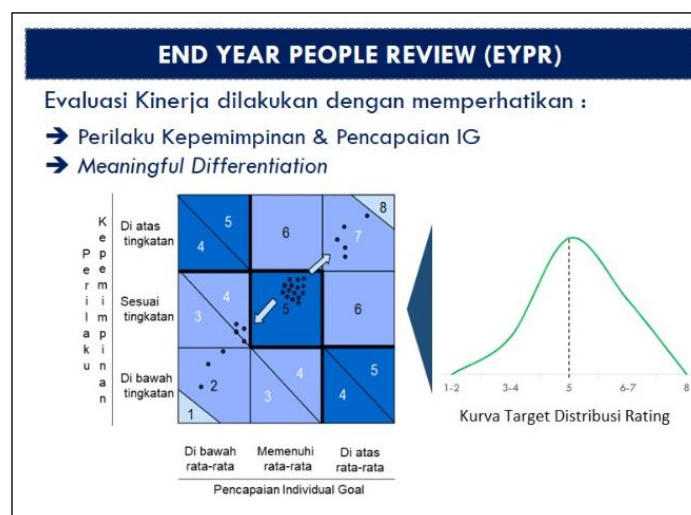 END YEAR PEOPLE REVIEW (EYPR)
Evaluasi Kinerja dilakukan dengan memperhatikan :
➔ Perilaku Kepemimpinan & Pencapaian IG
➔ Meaningful Differentiation
Perilaku
Kepemimpinan
Di atas
tingkatan
5
4
6
8
7
Sesuai
tingkatan
4
3
5
6
Di bawah
tingkatan
2
1
4
3
5
4
Di bawah
rata-rata
Memenuhi
rata-rata
Di atas
rata-rata
Pencapaian Individual Goal
1-2
3-4
5
6-7
8
Kurva Target Distribusi Rating